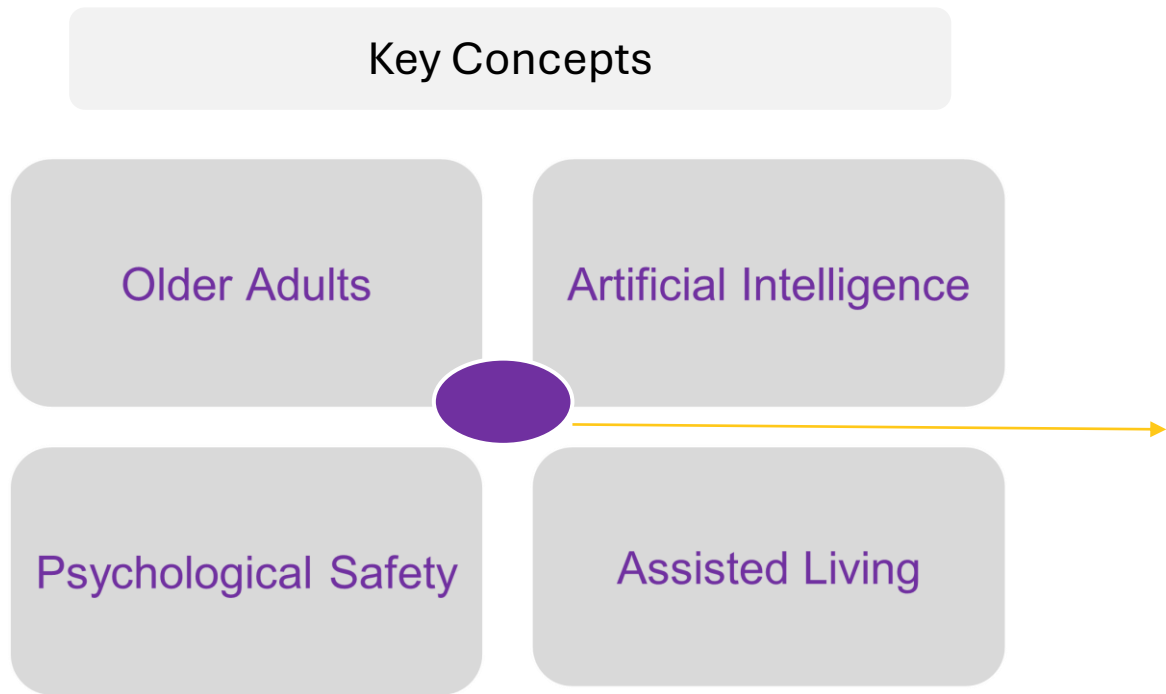 Key Concepts
Older Adults
Artificial Intelligence
Psychological Safety
Assisted Living